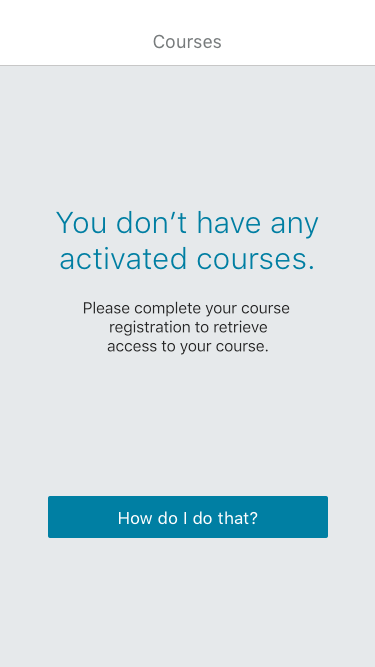 Courses
You don’t have any
activated courses.
Please complete your course
registration to retrieve
access to your course.
How do I do that?